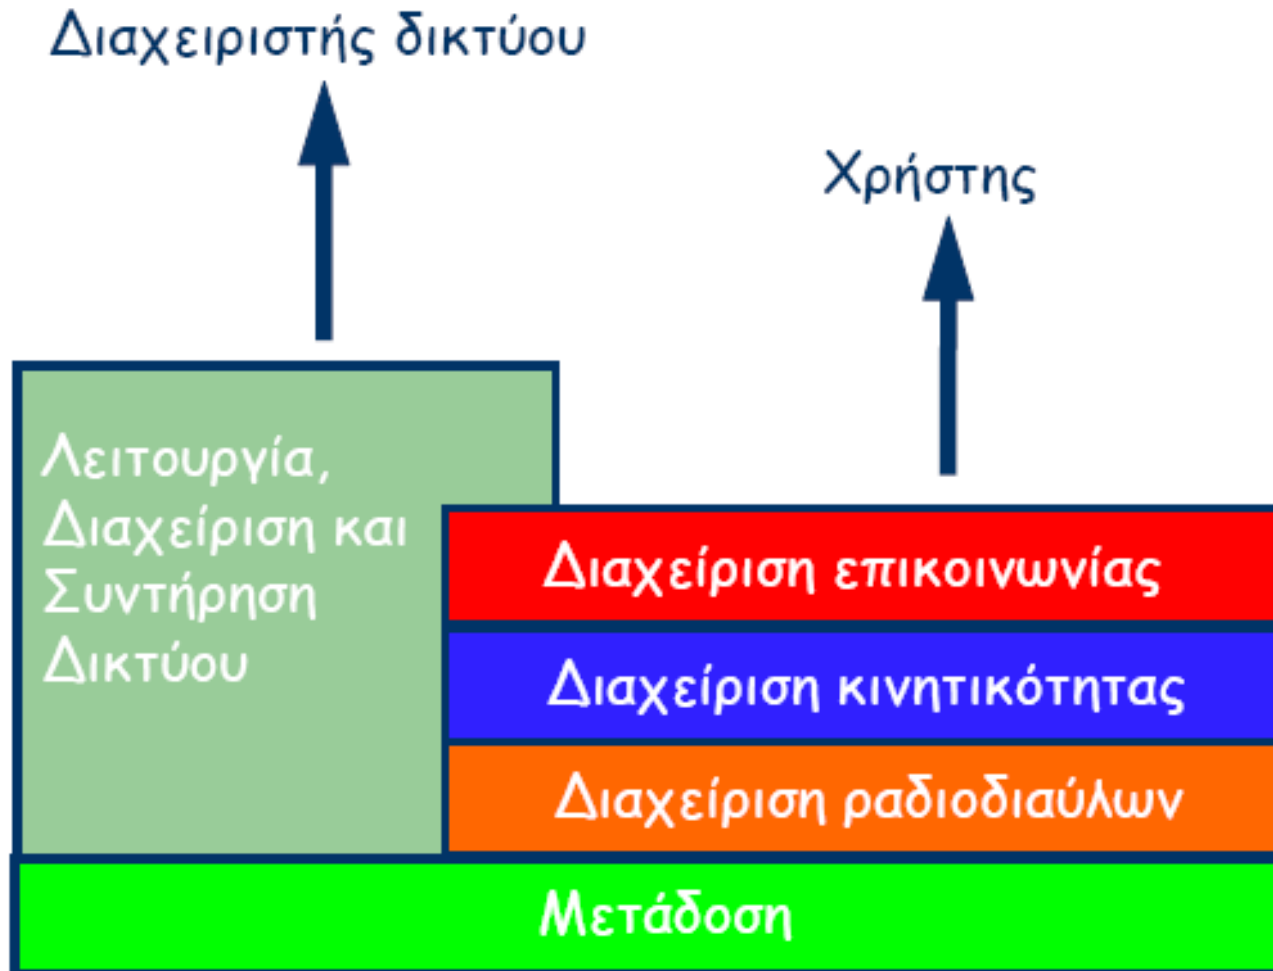 Διαχειριστής δικτύου
Χρήστης
Λειτουργία,
Διαχείριση και
Συντήρηση
Δικτύου
Διαχείριση επικοινωνίας
Διαχείριση κινητικότητας
Διαχείριση ραδιοδιαύλων
Μετάδοση